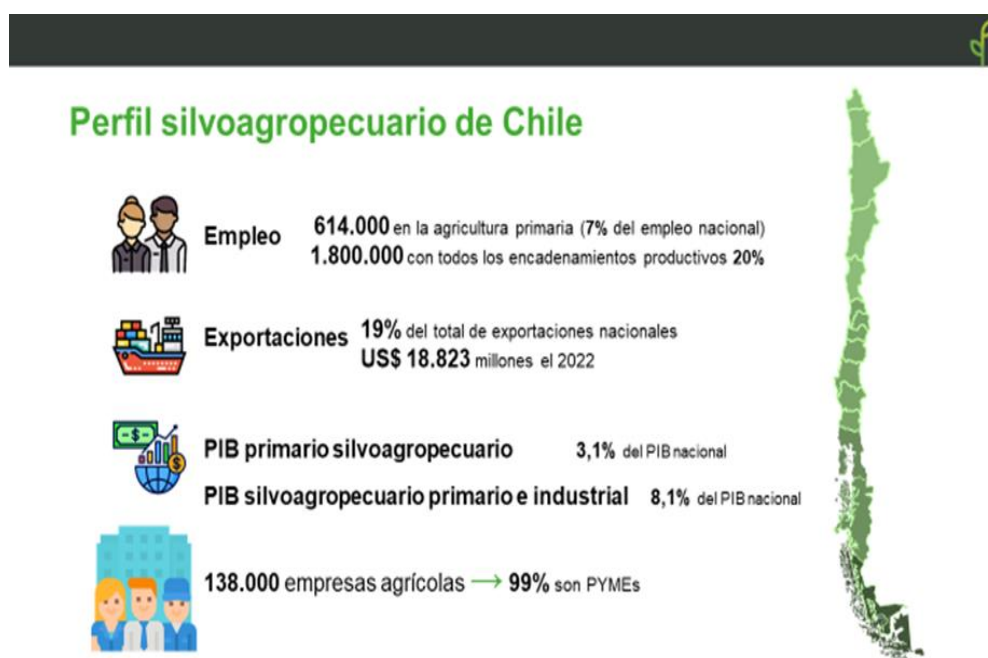 Perfil silvoagropecuario de Chile
Empleo
614.000 en la agricultura primaria (7% del empleo nacional)
1.800.000 con todos los encadenamientos productivos 20%
Exportaciones
19% del total de exportaciones nacionales
US$ 18.823 millones el 2022
PIB primario silvoagropecuario 3,1% del PIB nacional
PIB silvoagropecuario primario e industrial 8,1% del PIB nacional
138.000 empresas agrícolas → 99% son PYMEs